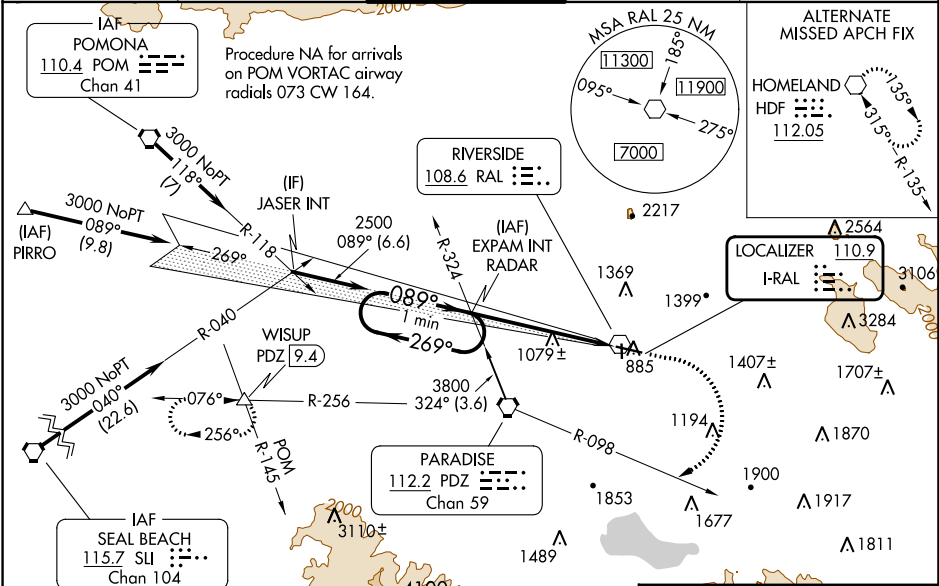 2000
IAF
POMONA
110.4 POM
Chan 41
Procedure NA for arrivals
on POM VORTAC airway
radials 073 CW 164.
MSA RAL 25 NM
11300
185°
095°
11900
275°
7000
ALTERNATE
MISSED APCH FIX
HOMELAND
HDF
112.05
135°
315°
R-135
3000 NoPT
118°
(7)
R-118
RIVERSIDE
108.6 RAL
2217
2564
(IAF)
PIRRO
3000 NoPT
089°
(9.8)
269°
(IF)
JASER INT
2500
089° (6.6)
R-324
(IAF)
EXPAM INT
RADAR
LOCALIZER 110.9
I-RAL
3106
2000
1369
1399
3284
089°
1 min
269°
1079±
885
1407±
1707±
R-040
WISUP
PDZ 9.4
3000 NoPT
040°
(22.6)
076°
256°
R-256
3800
324° (3.6)
R-098
1194
1870
POM
R-145
PARADISE
112.2 PDZ
Chan 59
1853
1900
1677
1917
IAF
SEAL BEACH
115.7 SLI
Chan 104
2000
3110±
1489
1811